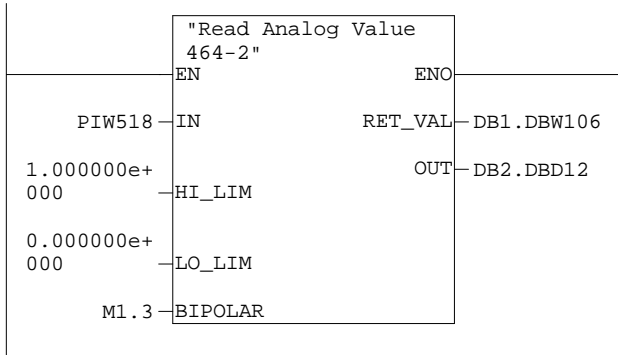 "Read Analog Value
464-2"
EN ENO
PIW518 IN RET_VAL DB1.DBW106
1.000000e+
000 HI_LIM OUT DB2.DBD12
0.000000e+
000 LO_LIM
M1.3 BIPOLAR